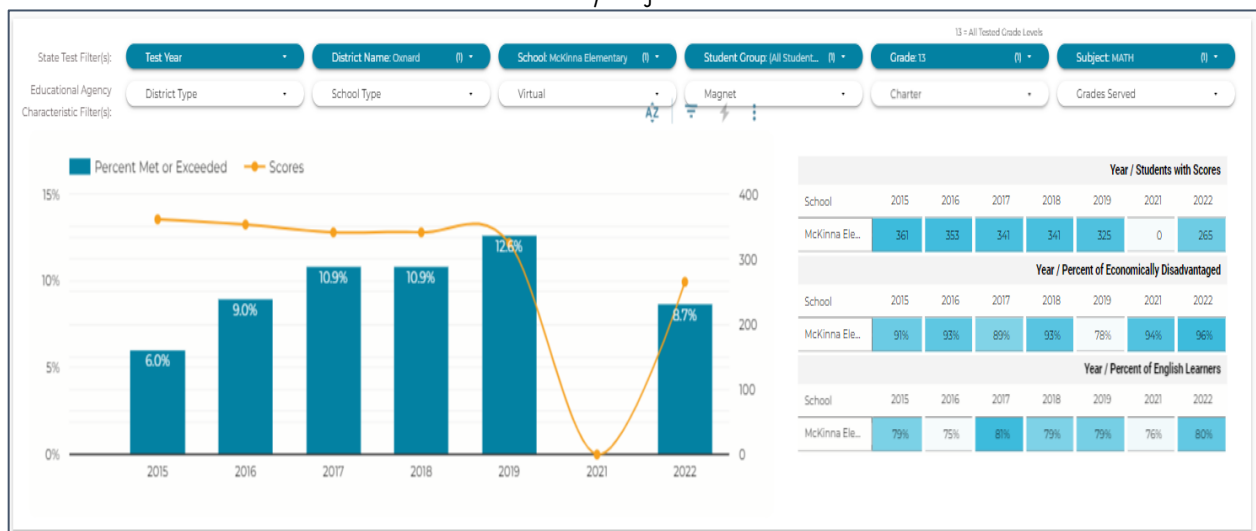 13 = All Tested Grade Levels
State Test Filter(s):
Test Year
District Name: Oxnard (1)
School: McKinna Elementary (1)
Student Group: (All Student... (1)
Grade: 13 (1)
Subject: MATH (1)
Educational Agency
Characteristic Filter(s):
District Type
School Type
Virtual
Magnet
Charter
Grades Served
AZ
Percent Met or Exceeded
Scores
15%
10%
5%
0%
400
300
200
100
0
6.0%
9.0%
10.9%
10.9%
12.6%
8.7%
2015 2016 2017 2018 2019 2021 2022
Year / Students with Scores
School 2015 2016 2017 2018 2019 2021 2022
McKinna Ele... 361 353 341 341 325 0 265
Year / Percent of Economically Disadvantaged
School 2015 2016 2017 2018 2019 2021 2022
McKinna Ele... 91% 93% 89% 93% 78% 94% 96%
Year / Percent of English Learners
School 2015 2016 2017 2018 2019 2021 2022
McKinna Ele... 79% 75% 81% 79% 79% 76% 80%